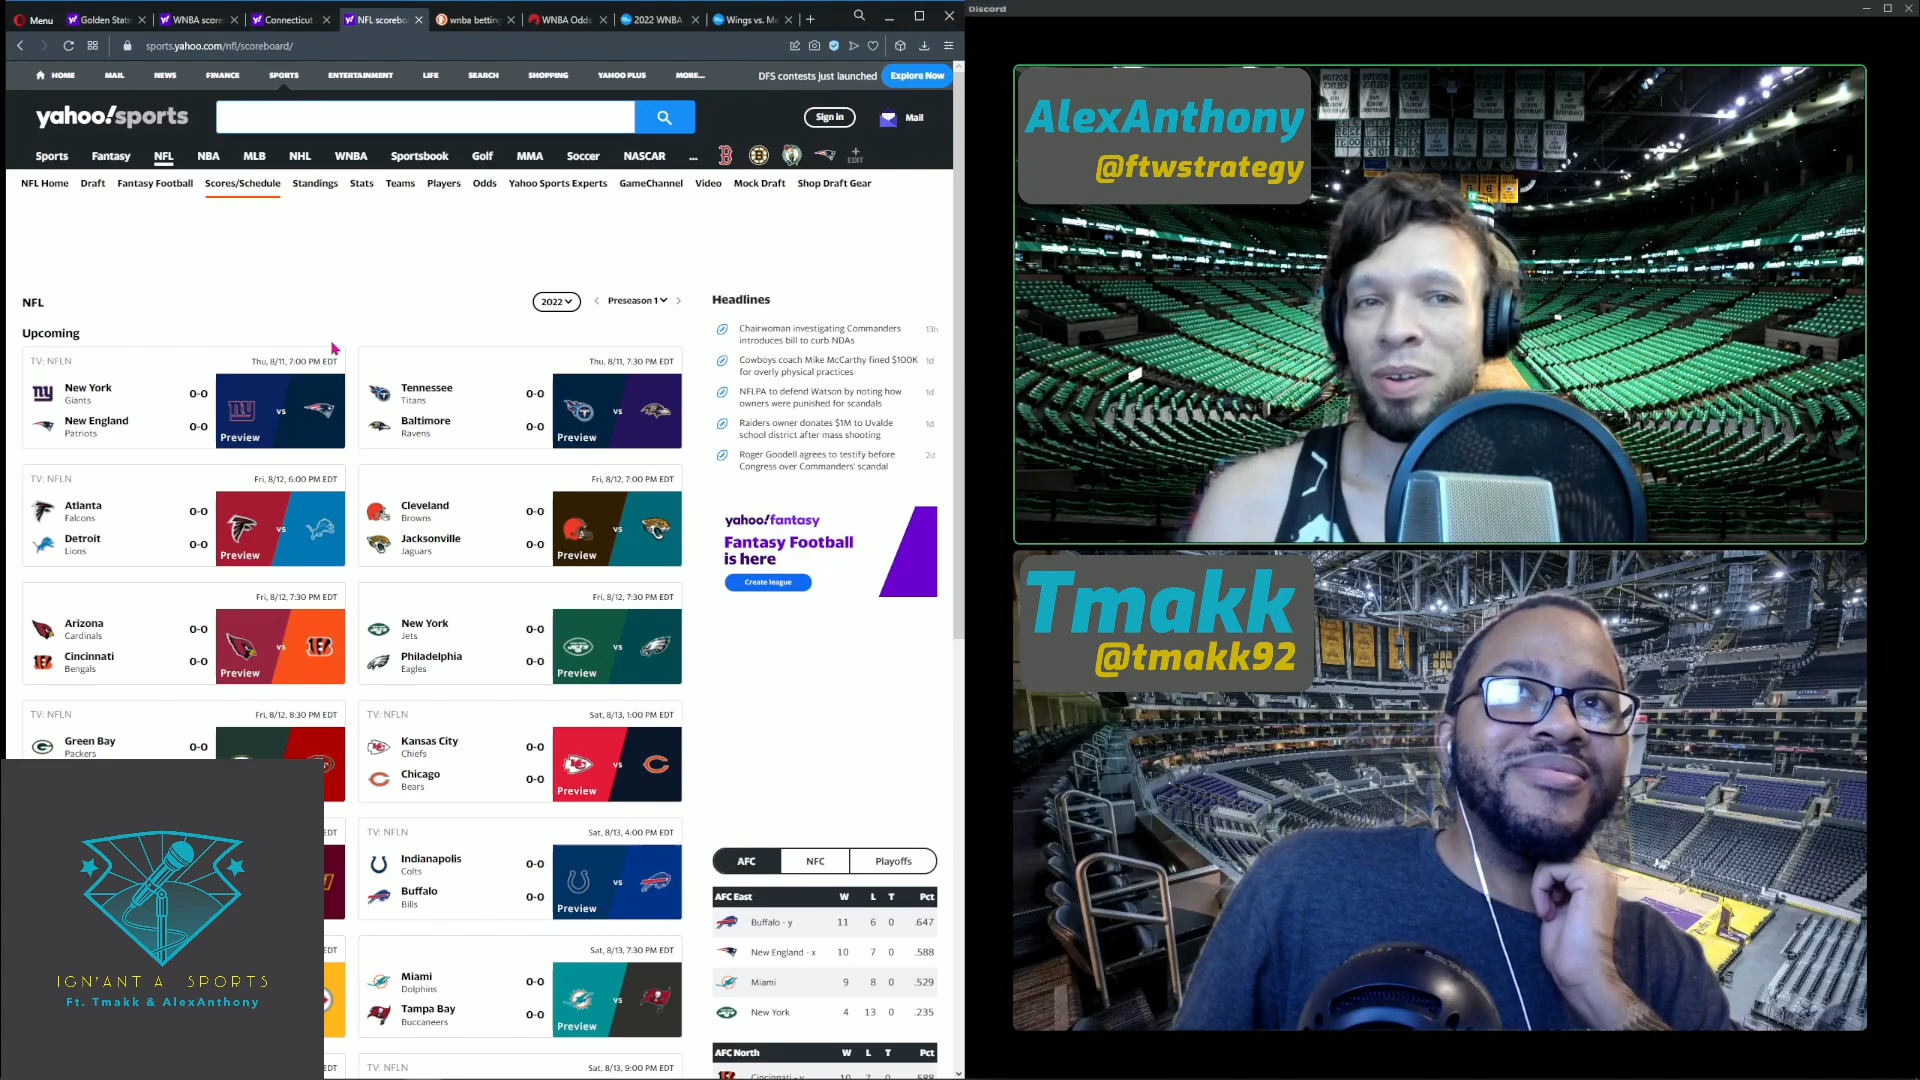 Menu
Golden State
WNBA score
Connecticut
NFL scorebo
wnba betting
WNBA Odds
2022 WNBA
Wings vs. Me
Discord
sports.yahoo.com/nfl/scoreboard/
HOME MAIL NEWS FINANCE SPORTS ENTERTAINMENT LIFE SEARCH SHOPPING YAHOO PLUS MORE...
DFS contests just launched
Explore Now
yahoo!sports
Sign in
Mail
Sports Fantasy NFL NBA MLB NHL WNBA Sportsbook Golf MMA Soccer NASCAR ...
EDIT
NFL Home Draft Fantasy Football Scores/Schedule Standings Stats Teams Players Odds Yahoo Sports Experts GameChannel Video Mock Draft Shop Draft Gear
NFL
2022
Preseason 1
Upcoming
TV: NFLN Thu, 8/11, 7:00 PM EDT
New York 0-0
Giants
New England 0-0
Patriots
vs
Preview
Thu, 8/11, 7:30 PM EDT
Tennessee 0-0
Titans
Baltimore 0-0
Ravens
vs
Preview
TV: NFLN Fri, 8/12, 6:00 PM EDT
Atlanta 0-0
Falcons
Detroit 0-0
Lions
vs
Preview
Fri, 8/12, 7:00 PM EDT
Cleveland 0-0
Browns
Jacksonville 0-0
Jaguars
vs
Preview
Fri, 8/12, 7:30 PM EDT
Arizona 0-0
Cardinals
Cincinnati 0-0
Bengals
vs
Preview
Fri, 8/12, 7:30 PM EDT
New York 0-0
Jets
Philadelphia 0-0
Eagles
vs
Preview
TV: NFLN Fri, 8/12, 8:30 PM EDT
Green Bay 0-0
Packers
TV: NFLN Sat, 8/13, 1:00 PM EDT
Kansas City 0-0
Chiefs
Chicago 0-0
Bears
vs
Preview
EDT
TV: NFLN Sat, 8/13, 4:00 PM EDT
Indianapolis 0-0
Colts
Buffalo 0-0
Bills
vs
Preview
EDT
Sat, 8/13, 7:30 PM EDT
Miami 0-0
Dolphins
Tampa Bay 0-0
Buccaneers
vs
Preview
EDT
TV: NFLN Sat, 8/13, 9:00 PM EDT
Headlines
Chairwoman investigating Commanders 13h
introduces bill to curb NDAs
Cowboys coach Mike McCarthy fined $100K 1d
for overly physical practices
NFLPA to defend Watson by noting how 1d
owners were punished for scandals
Raiders owner donates $1M to Uvalde 1d
school district after mass shooting
Roger Goodell agrees to testify before 2d
Congress over Commanders' scandal
yahoo!fantasy
Fantasy Football
is here
Create league
AFC NFC Playoffs
AFC East W L T Pct
Buffalo - y 11 6 0 .647
New England - x 10 7 0 .588
Miami 9 8 0 .529
New York 4 13 0 .235
AFC North W L T Pct
Cincinnati - y 10 7 0 .588
IGN'ANT A SPORTS
Ft. Tmakk & AlexAnthony
AlexAnthony
@ftwstrategy
Tmakk
@tmakk92